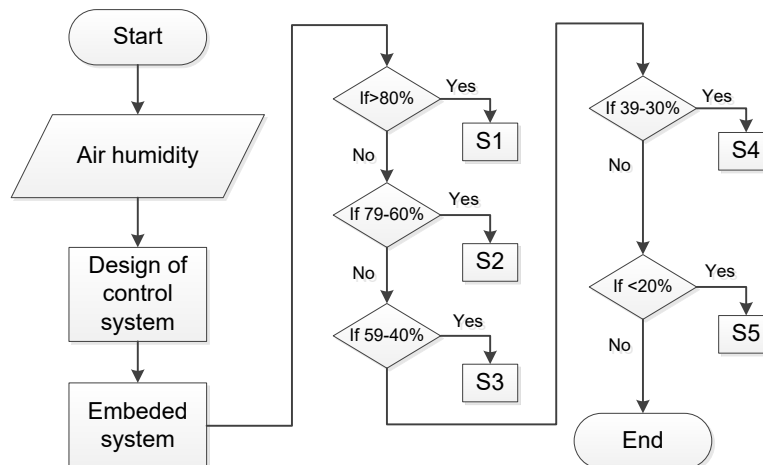 Start
Air humidity
Design of
control
system
Embeded
system
If>80%
Yes
S1
No
If 79-60%
Yes
S2
No
If 59-40%
Yes
S3
If 39-30%
Yes
S4
No
If <20%
Yes
S5
No
End